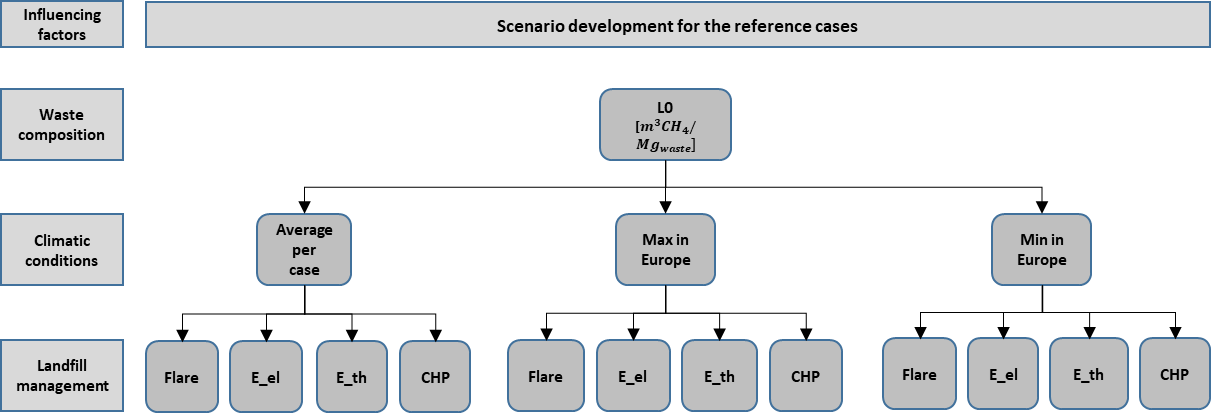 Influencing
factors
Scenario development for the reference cases
Waste
composition
L0
[m³CH₄/
Mg_waste]
Climatic
conditions
Average
per
case
Max in
Europe
Min in
Europe
Landfill
management
Flare
E_el
E_th
CHP
Flare
E_el
E_th
CHP
Flare
E_el
E_th
CHP